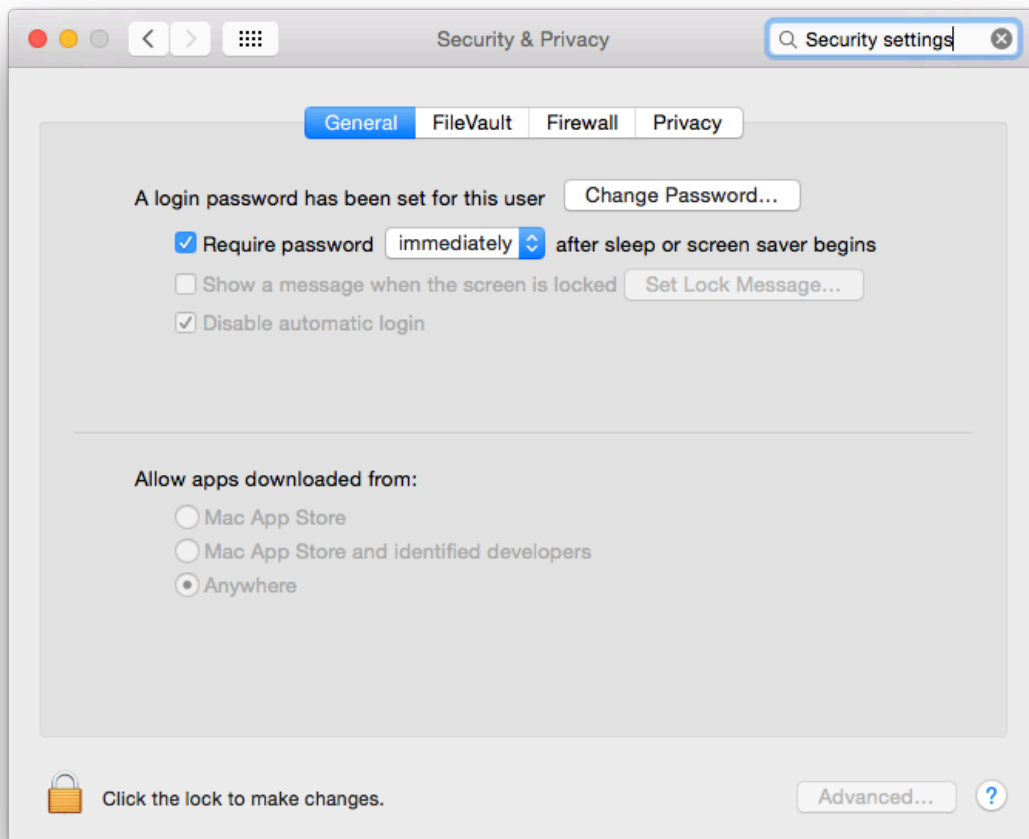 Security & Privacy
Security settings
General FileVault Firewall Privacy
A login password has been set for this user Change Password...
Require password immediately after sleep or screen saver begins
Show a message when the screen is locked Set Lock Message...
Disable automatic login
Allow apps downloaded from:
Mac App Store
Mac App Store and identified developers
Anywhere
Click the lock to make changes.
Advanced... ?